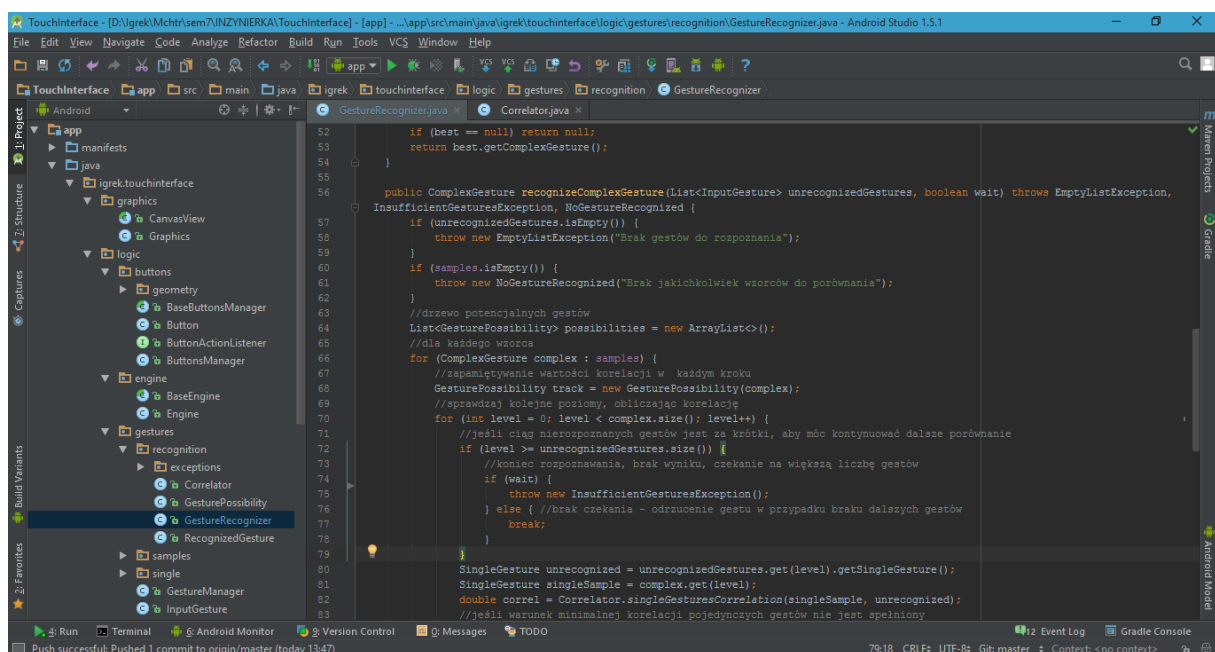 TouchInterface - [D:\Igrek\Mchtr\sem7\INZYNIERKA\TouchInterface] - [app] - ...\app\src\main\java\igrek\touchinterface\logic\gestures\recognition\GestureRecognizer.java - Android Studio 1.5.1
File Edit View Navigate Code Analyze Refactor Build Run Tools VCS Window Help
app
TouchInterface app src main java igrek touchinterface logic gestures recognition GestureRecognizer
Android
GestureRecognizer.java Correlator.java
1: Project
7: Structure
Captures
Build Variants
2: Favorites
app
manifests
java
igrek.touchinterface
graphics
CanvasView
Graphics
logic
buttons
geometry
BaseButtonsManager
Button
ButtonActionListener
ButtonsManager
engine
BaseEngine
Engine
gestures
recognition
exceptions
Correlator
GesturePossibility
GestureRecognizer
RecognizedGesture
samples
single
GestureManager
InputGesture
52 if (best == null) return null;
53 return best.getComplexGesture();
54 }
55
56 public ComplexGesture recognizeComplexGesture(List<InputGesture> unrecognizedGestures, boolean wait) throws EmptyListException,
InsufficientGesturesException, NoGestureRecognized {
57 if (unrecognizedGestures.isEmpty()) {
58 throw new EmptyListException("Brak gestów do rozpoznania");
59 }
60 if (samples.isEmpty()) {
61 throw new NoGestureRecognized("Brak jakichkolwiek wzorców do porównania");
62 }
63 //drzewo potencjalnych gestów
64 List<GesturePossibility> possibilities = new ArrayList<>();
65 //dla każdego wzorca
66 for (ComplexGesture complex : samples) {
67 //zapamiętywanie wartości korelacji w każdym kroku
68 GesturePossibility track = new GesturePossibility(complex);
69 //sprawdzaj kolejne poziomy, obliczając korelację
70 for (int level = 0; level < complex.size(); level++) {
71 //jeśli ciąg nierozpoznanych gestów jest za krótki, aby móc kontynuować dalsze porównanie
72 if (level >= unrecognizedGestures.size()) {
73 //koniec rozpoznawania, brak wyniku, czekanie na większą liczbę gestów
74 if (wait) {
75 throw new InsufficientGesturesException();
76 } else { //brak czekania - odrzucenie gestu w przypadku braku dalszych gestów
77 break;
78 }
79 }
80 SingleGesture unrecognized = unrecognizedGestures.get(level).getSingleGesture();
81 SingleGesture singleSample = complex.get(level);
82 double correl = Correlator.singleGesturesCorrelation(singleSample, unrecognized);
83 //jeśli warunek minimalnej korelacji pojedynczych gestów nie jest spełniony
Maven Projects
Gradle
Android Model
4: Run Terminal 6: Android Monitor 9: Version Control 0: Messages TODO 12 Event Log Gradle Console
Push successful: Pushed 1 commit to origin/master (today 13:47) 79:18 CRLF UTF-8 Git: master Context: <no context>